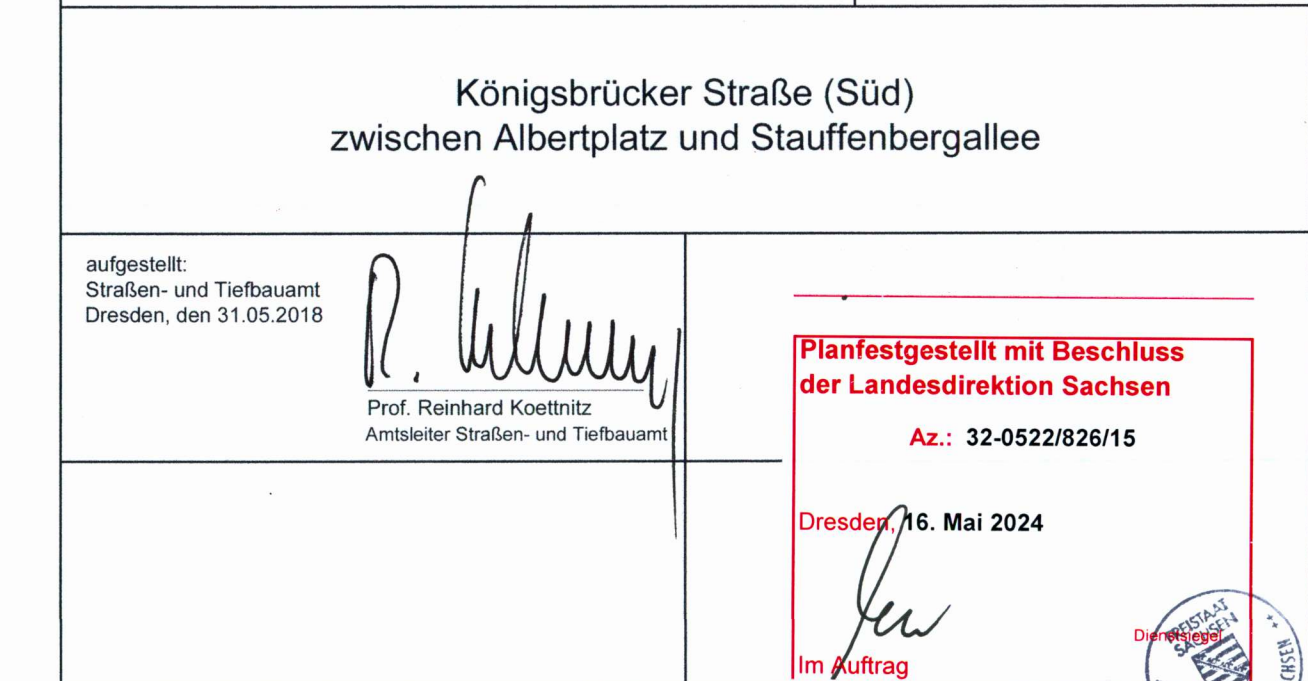 Königsbrücker Straße (Süd)
zwischen Albertplatz und Stauffenbergallee
aufgestellt:
Straßen- und Tiefbauamt
Dresden, den 31.05.2018
Prof. Reinhard Koettnitz
Amtsleiter Straßen- und Tiefbauamt
Planfestgestellt mit Beschluss
der Landesdirektion Sachsen
Az.: 32-0522/826/15
Dresden, 16. Mai 2024
Im Auftrag
Dienstsiegel
FREISTAAT
SACHSEN